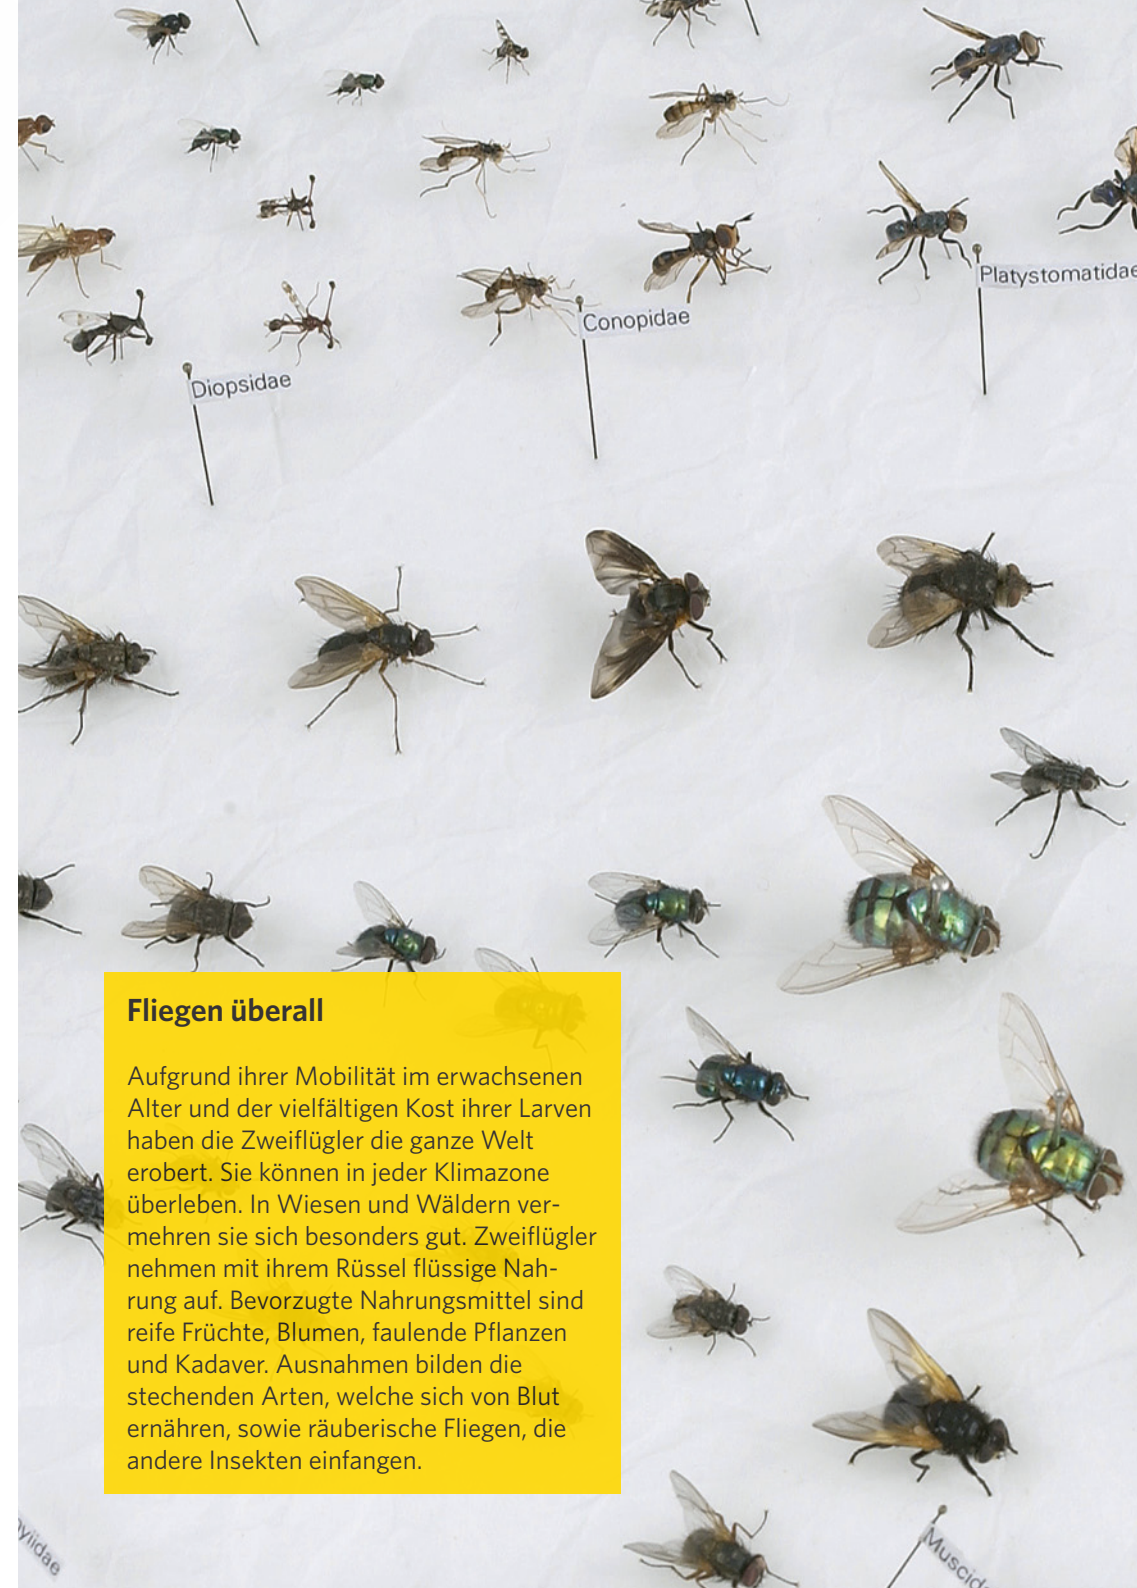 Platystomatidae
Conopidae
Diopsidae
Fliegen überall
Aufgrund ihrer Mobilität im erwachsenen
Alter und der vielfältigen Kost ihrer Larven
haben die Zweiflügler die ganze Welt
erobert. Sie können in jeder Klimazone
überleben. In Wiesen und Wäldern ver-
mehren sie sich besonders gut. Zweiflügler
nehmen mit ihrem Rüssel flüssige Nah-
rung auf. Bevorzugte Nahrungsmittel sind
reife Früchte, Blumen, faulende Pflanzen
und Kadaver. Ausnahmen bilden die
stechenden Arten, welche sich von Blut
ernähren, sowie räuberische Fliegen, die
andere Insekten einfangen.